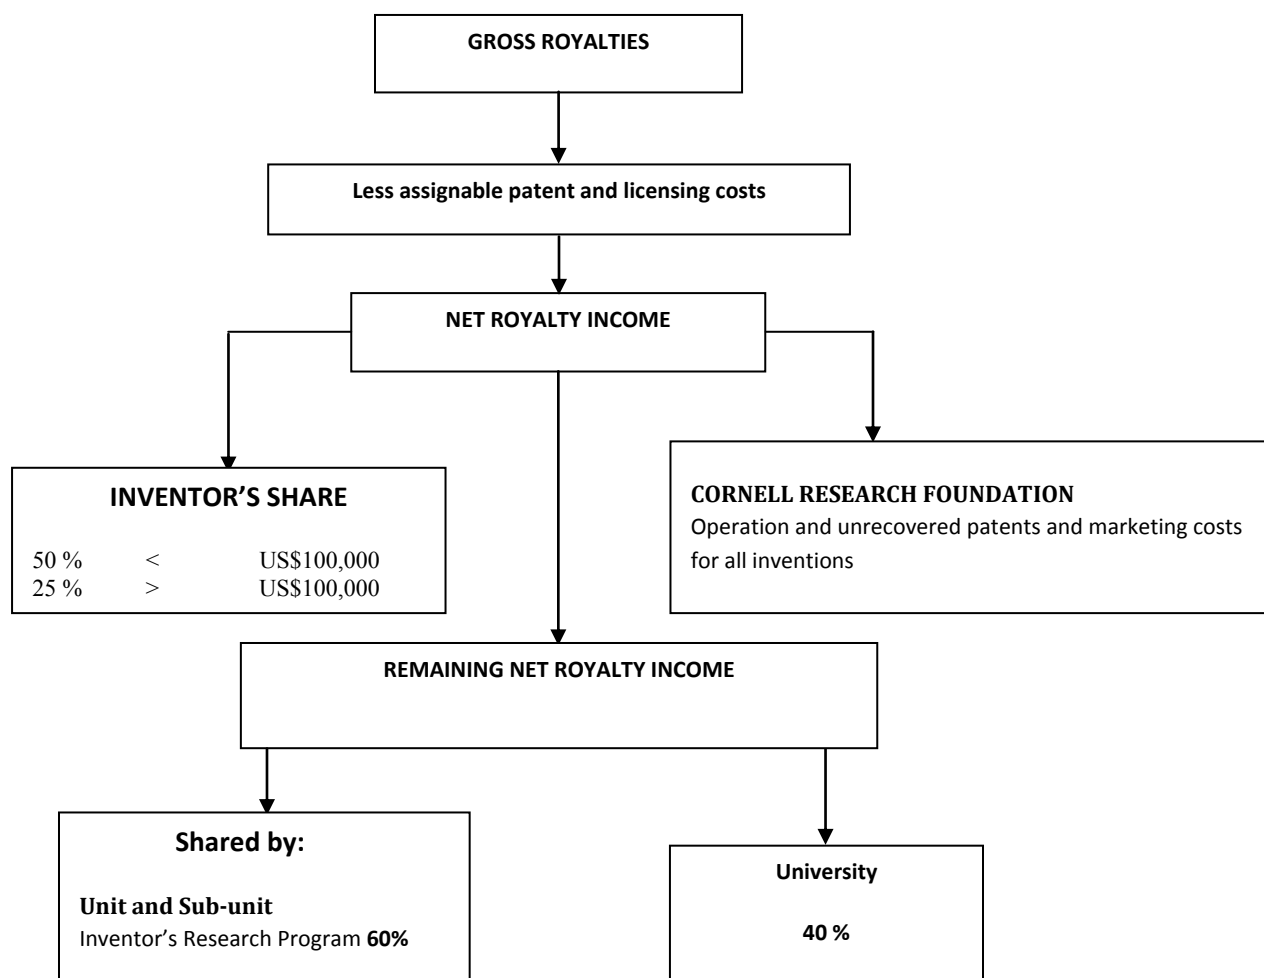 GROSS ROYALTIES
Less assignable patent and licensing costs
NET ROYALTY INCOME
INVENTOR’S SHARE
50 % < US$100,000
25 % > US$100,000
CORNELL RESEARCH FOUNDATION
Operation and unrecovered patents and marketing costs
for all inventions
REMAINING NET ROYALTY INCOME
Shared by:
Unit and Sub-unit
Inventor’s Research Program 60%
University
40 %